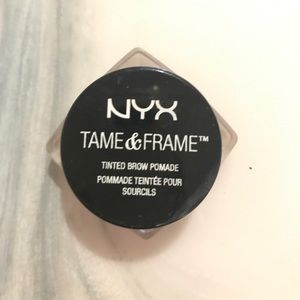 NYX
TAME&FRAME™
TINTED BROW POMADE
POMMADE TEINTÉE POUR
SOURCILS